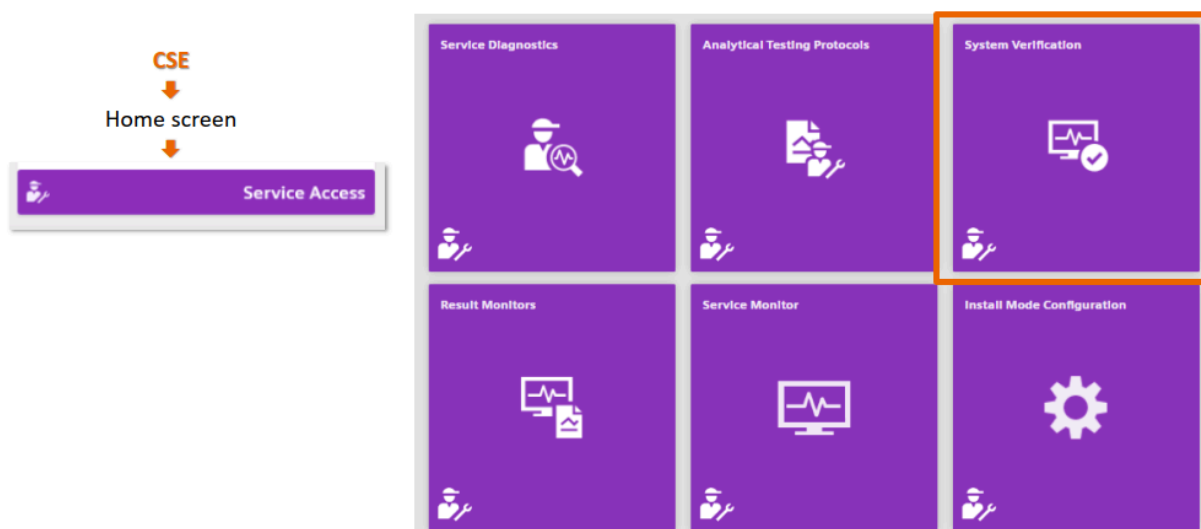 CSE
Home screen
Service Access
Service Diagnostics
Analytical Testing Protocols
System Verification
Result Monitors
Service Monitor
Install Mode Configuration